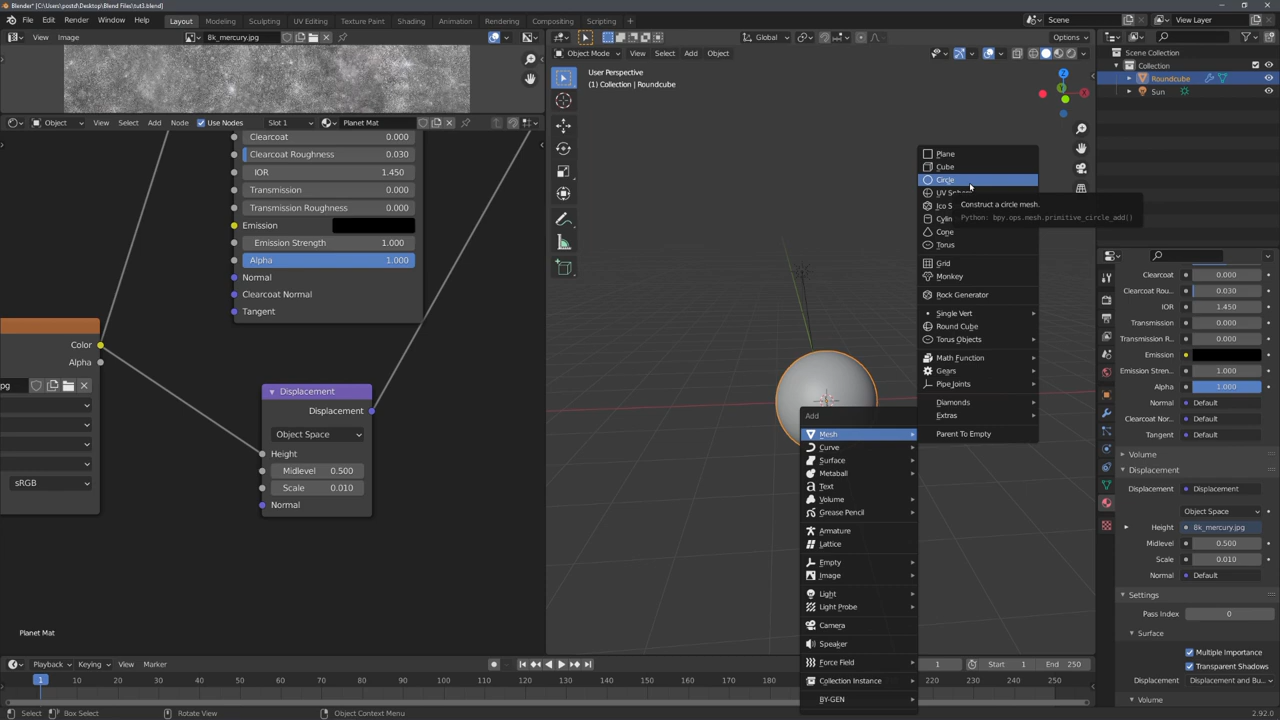 Blender* [C:\Users\postd\Desktop\Blend Files\tut3.blend]
File Edit Render Window Help Layout Modeling Sculpting UV Editing Texture Paint Shading Animation Rendering Compositing Scripting + Scene View Layer
View Image 8k_mercury.jpg
Object View Select Add Node Use Nodes Slot 1 Planet Mat
Clearcoat 0.000
Clearcoat Roughness 0.030
IOR 1.450
Transmission 0.000
Transmission Roughness 0.000
Emission
Emission Strength 1.000
Alpha 1.000
Normal
Clearcoat Normal
Tangent
Color
Alpha
pg
sRGB
Displacement
Displacement
Object Space
Height
Midlevel 0.500
Scale 0.010
Normal
Planet Mat
Global Options
Object Mode View Select Add Object
User Perspective
(1) Collection | Roundcube
Z
Y
X
Plane
Cube
Circle
UV Sphere
Ico S
Cylin
Cone
Torus
Grid
Monkey
Rock Generator
Single Vert
Round Cube
Torus Objects
Math Function
Gears
Pipe Joints
Diamonds
Extras
Parent To Empty
Construct a circle mesh.
Python: bpy.ops.mesh.primitive_circle_add()
Add
Mesh
Curve
Surface
Metaball
Text
Volume
Grease Pencil
Armature
Lattice
Empty
Image
Light
Light Probe
Camera
Speaker
Force Field
Collection Instance
BY-GEN
Scene Collection
Collection
Roundcube
Sun
Clearcoat 0.000
Clearcoat Rou... 0.030
IOR 1.450
Transmission 0.000
Transmission R... 0.000
Emission
Emission Stren... 1.000
Alpha 1.000
Normal Default
Clearcoat Nor... Default
Tangent Default
Volume
Displacement
Displacement Displacement
Object Space
Height 8k_mercury.jpg
Midlevel 0.500
Scale 0.010
Normal Default
Settings
Pass Index 0
Surface
Multiple Importance
Transparent Shadows
Displacement Displacement and Bu...
Volume
Playback Keying View Marker 1 Start 1 End 250
1 10 20 30 40 50 60 70 80 90 100 110 120 130 140 150 160 170 180 190 220 230 240 250
Select Box Select Rotate View Object Context Menu 2.92.0